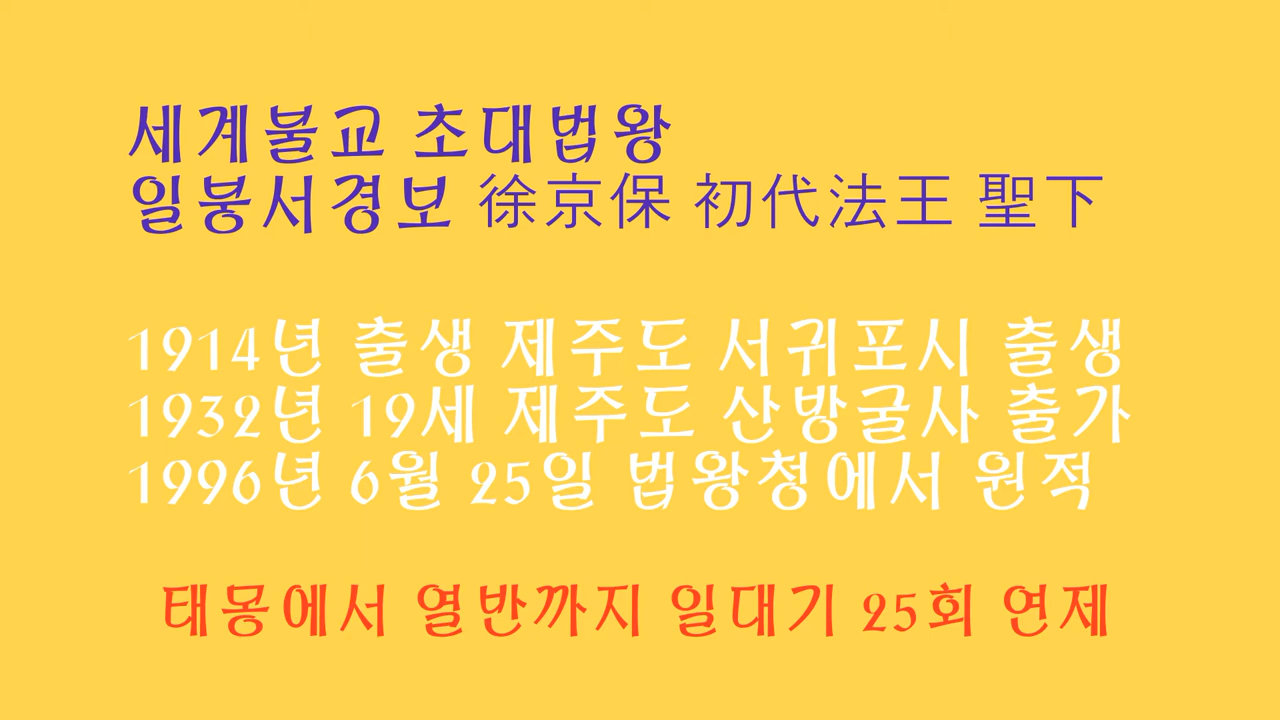 세계불교 초대법왕
일붕서경보 徐京保 初代法王 聖下
1914년 출생 제주도 서귀포시 출생
1932년 19세 제주도 산방굴사 출가
1996년 6월 25일 법왕청에서 원적
태몽에서 열반까지 일대기 25회 연제